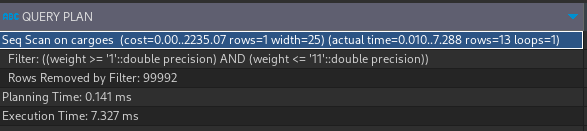 RBC QUERY PLAN
Seq Scan on cargoes (cost=0.00..2235.07 rows=1 width=25) (actual time=0.010..7.288 rows=13 loops=1)
Filter: ((weight >= '1'::double precision) AND (weight <= '11'::double precision))
Rows Removed by Filter: 99992
Planning Time: 0.141 ms
Execution Time: 7.327 ms